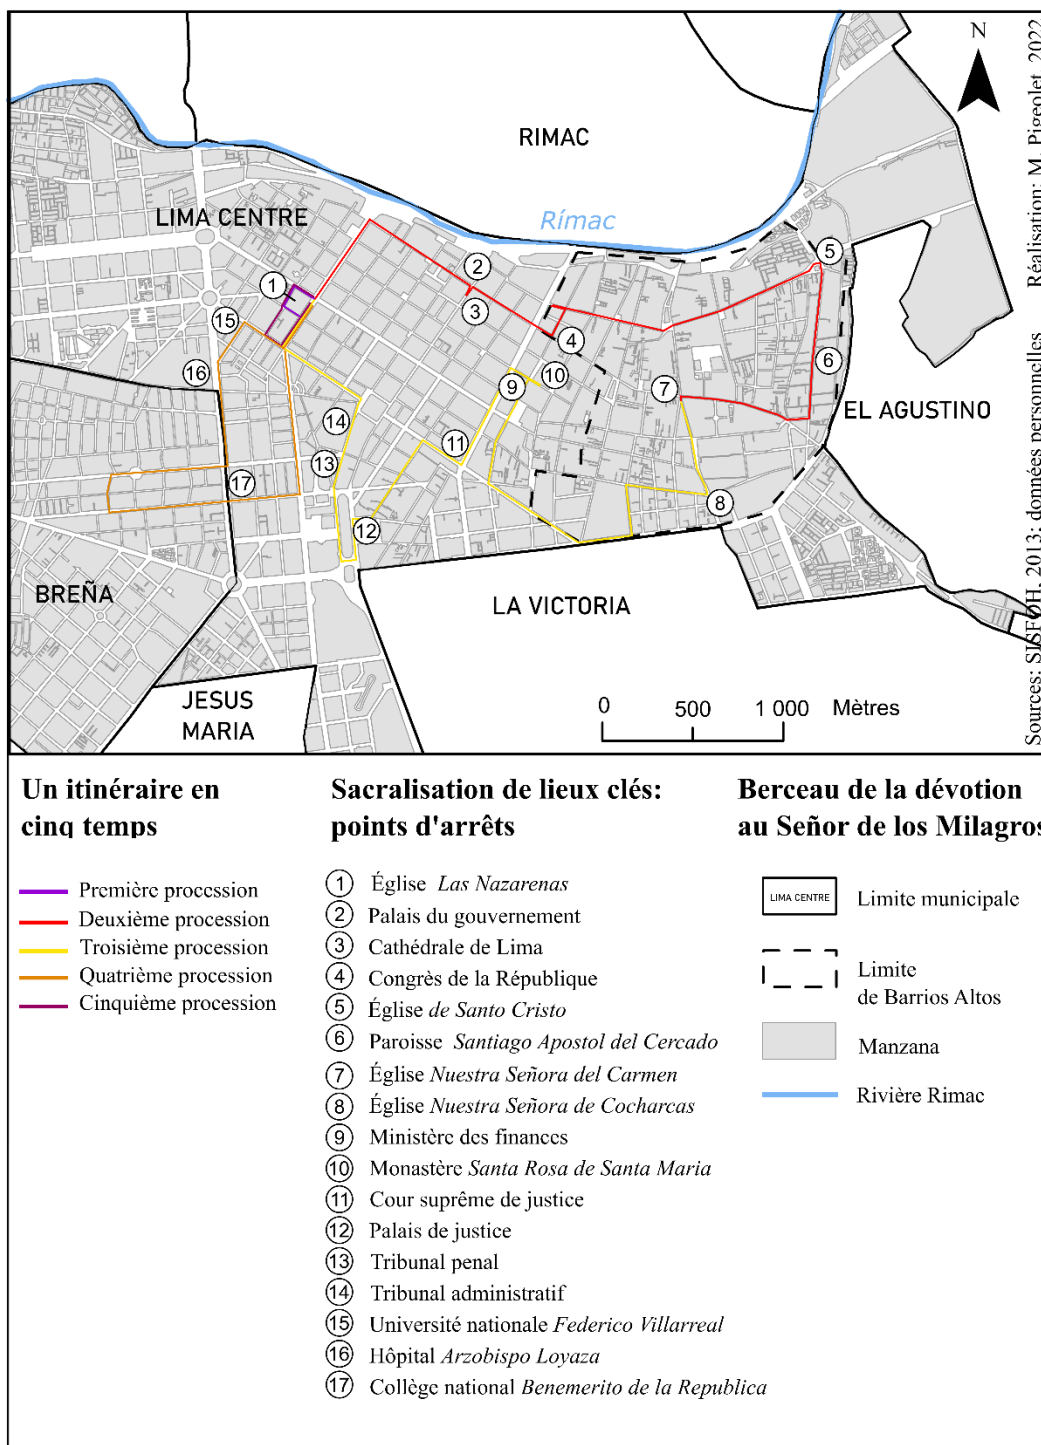 N
RIMAC
Rímac
LIMA CENTRE
EL AGUSTINO
BREÑA
LA VICTORIA
JESUS
MARIA
1
2
3
4
5
6
7
8
9
10
11
12
13
14
15
16
17
0 500 1 000 Mètres
Sources: SISFOH, 2013; données personnelles Réalisation: M. Pigeolet, 2022
Un itinéraire en
cinq temps
Première procession
Deuxième procession
Troisième procession
Quatrième procession
Cinquième procession
Sacralisation de lieux clés:
points d'arrêts
1 Église Las Nazarenas
2 Palais du gouvernement
3 Cathédrale de Lima
4 Congrès de la République
5 Église de Santo Cristo
6 Paroisse Santiago Apostol del Cercado
7 Église Nuestra Señora del Carmen
8 Église Nuestra Señora de Cocharcas
9 Ministère des finances
10 Monastère Santa Rosa de Santa Maria
11 Cour suprême de justice
12 Palais de justice
13 Tribunal penal
14 Tribunal administratif
15 Université nationale Federico Villarreal
16 Hôpital Arzobispo Loyaza
17 Collège national Benemerito de la Republica
Berceau de la dévotion
au Señor de los Milagros
LIMA CENTRE Limite municipale
Limite
de Barrios Altos
Manzana
Rivière Rimac